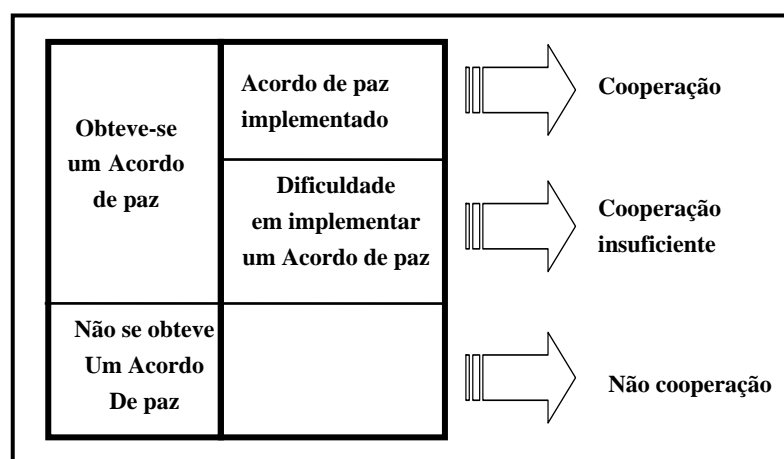 Obteve-se
um Acordo
de paz
Acordo de paz
implementado
Cooperação
Dificuldade
em implementar
um Acordo de paz
Cooperação
insuficiente
Não se obteve
Um Acordo
De paz
Não cooperação